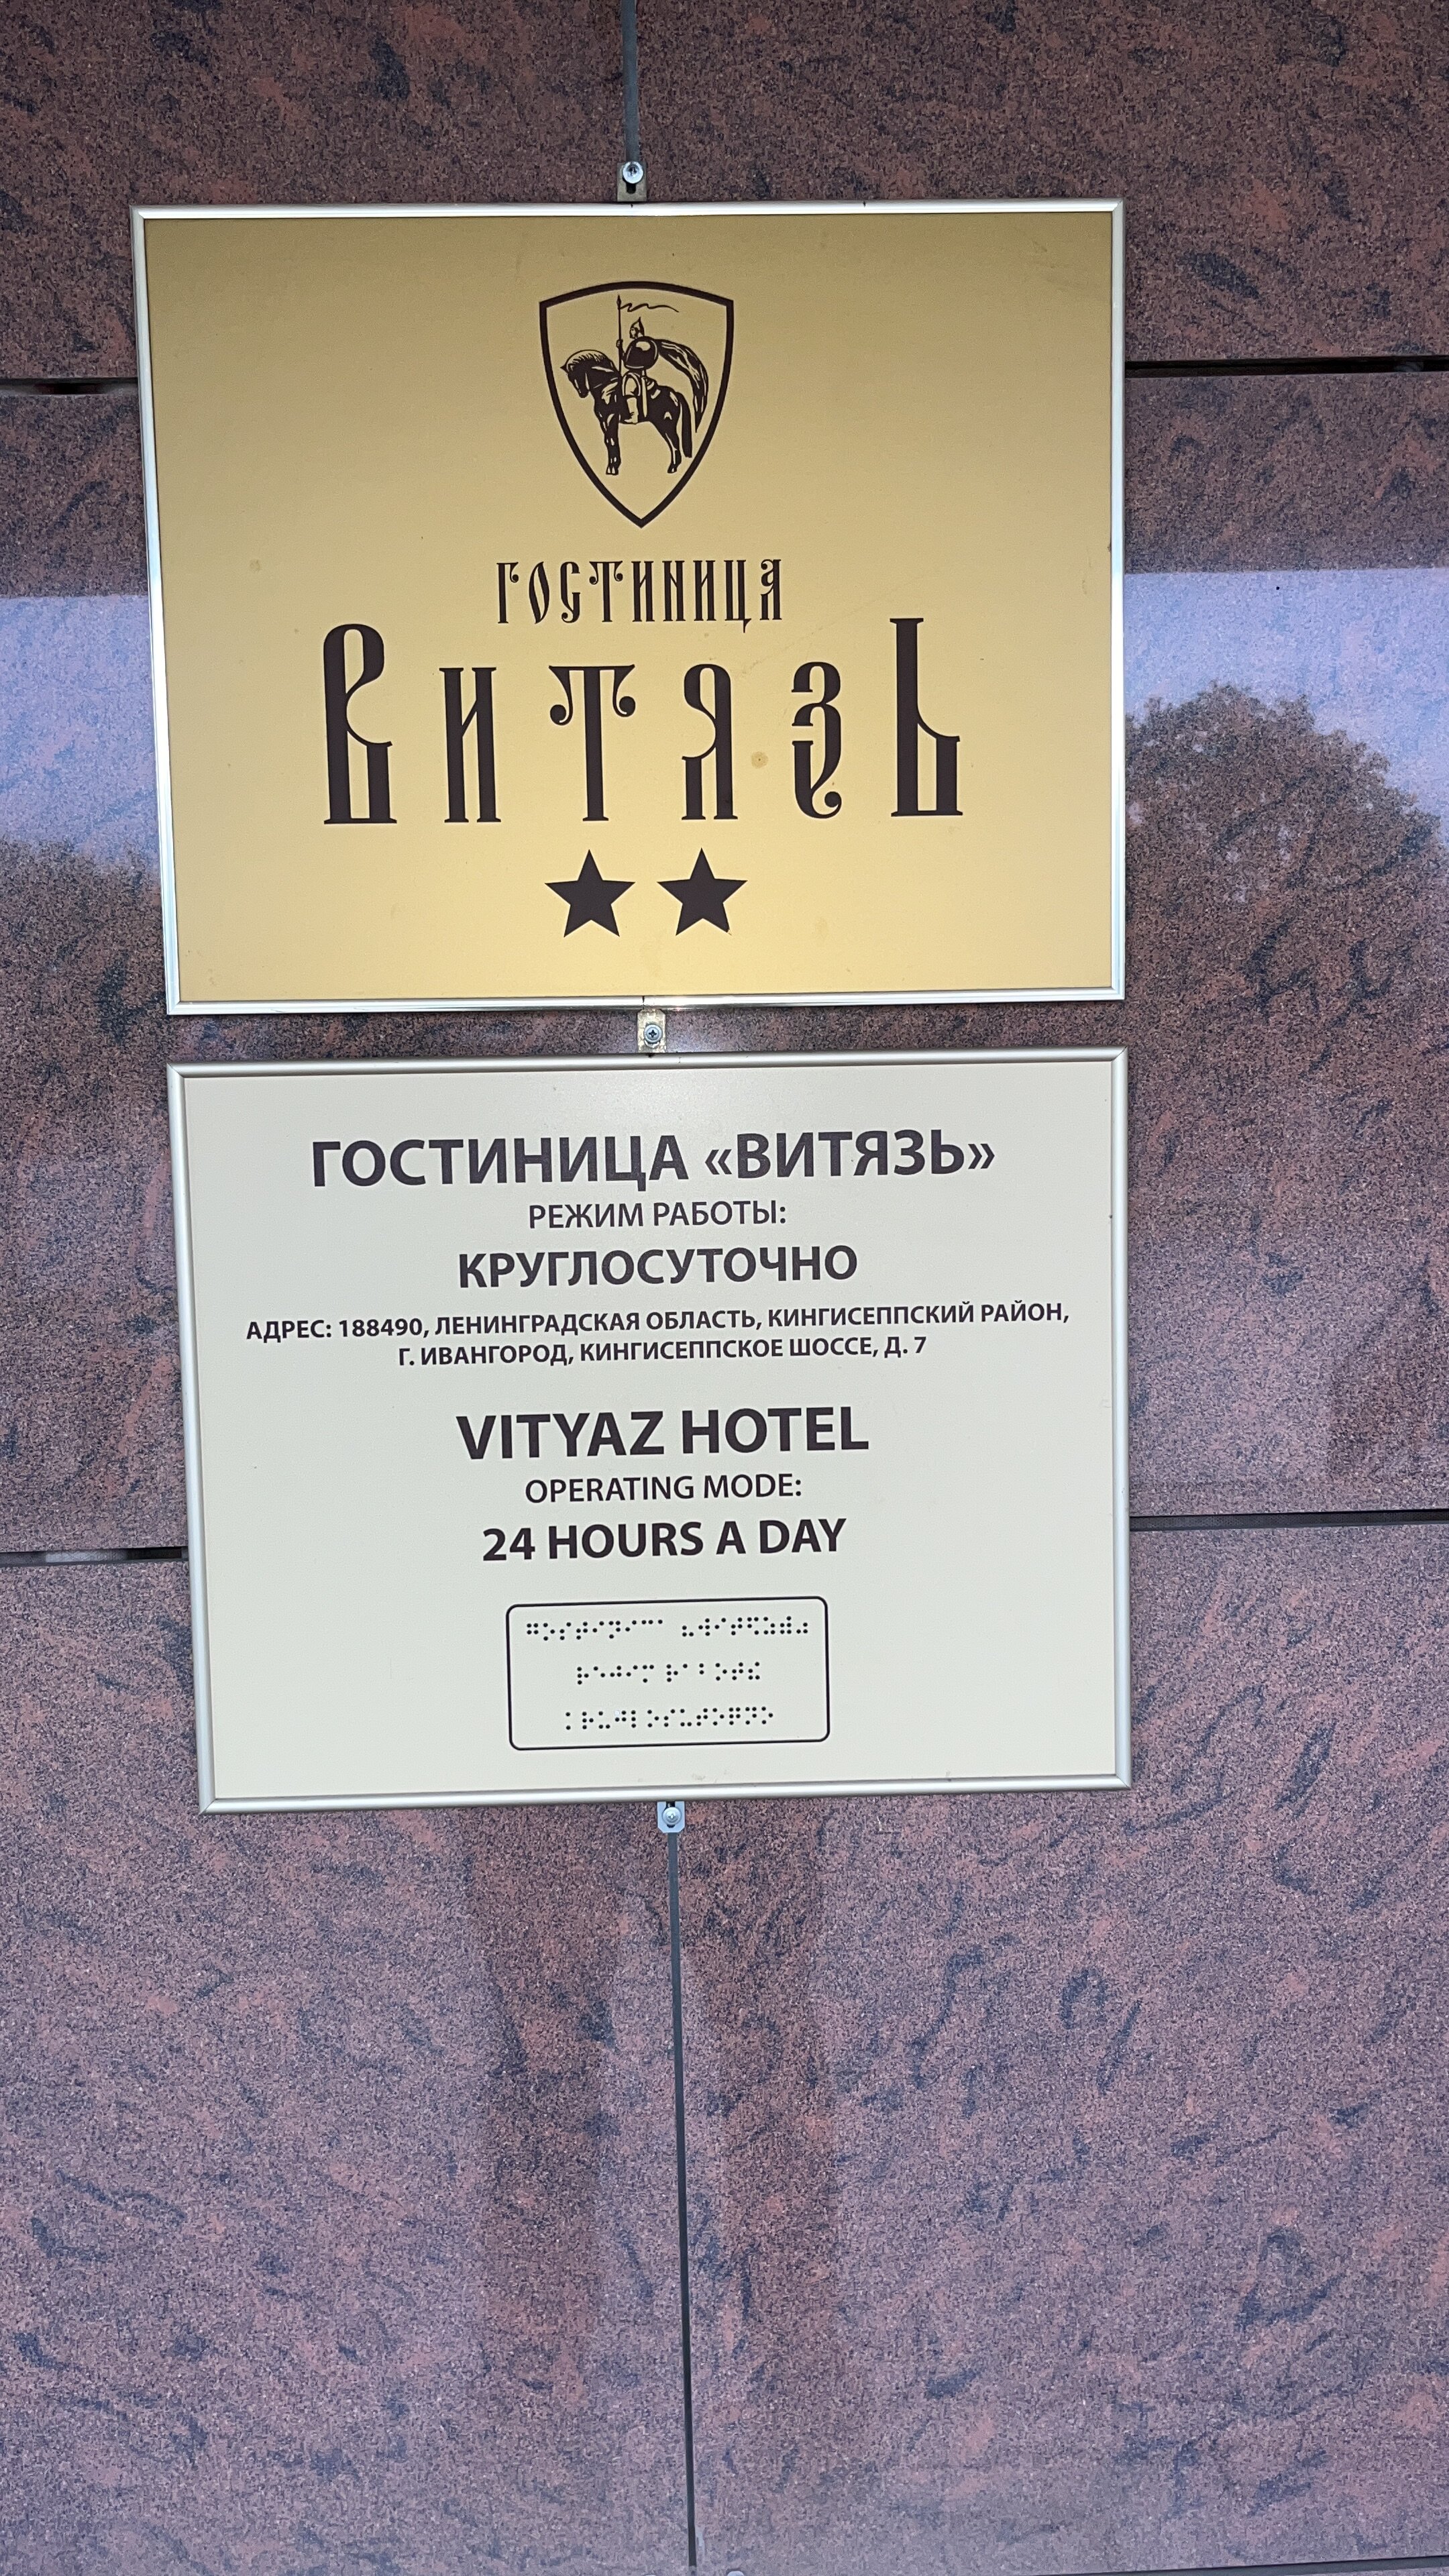 ГОСТИНИЦА
Витязь
ГОСТИНИЦА «ВИТЯЗЬ»
РЕЖИМ РАБОТЫ:
КРУГЛОСУТОЧНО
АДРЕС: 188490, ЛЕНИНГРАДСКАЯ ОБЛАСТЬ, КИНГИСЕППСКИЙ РАЙОН,
Г. ИВАНГОРОД, КИНГИСЕППСКОЕ ШОССЕ, Д. 7
VITYAZ HOTEL
OPERATING MODE:
24 HOURS A DAY